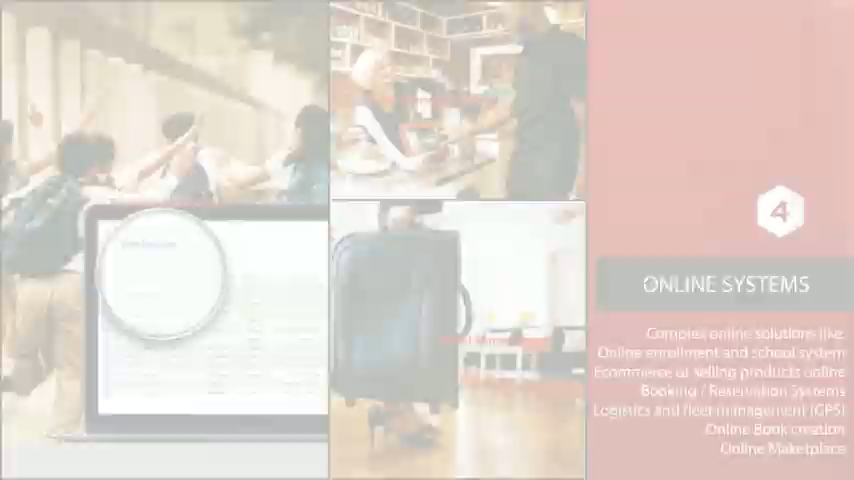 4
ONLINE SYSTEMS
Complex online solutions like:
Online enrollment and school system
Ecommerce or selling products online
Booking / Reservation Systems
Logistics and fleet management (GPS)
Online Book creation
Online Maketplace